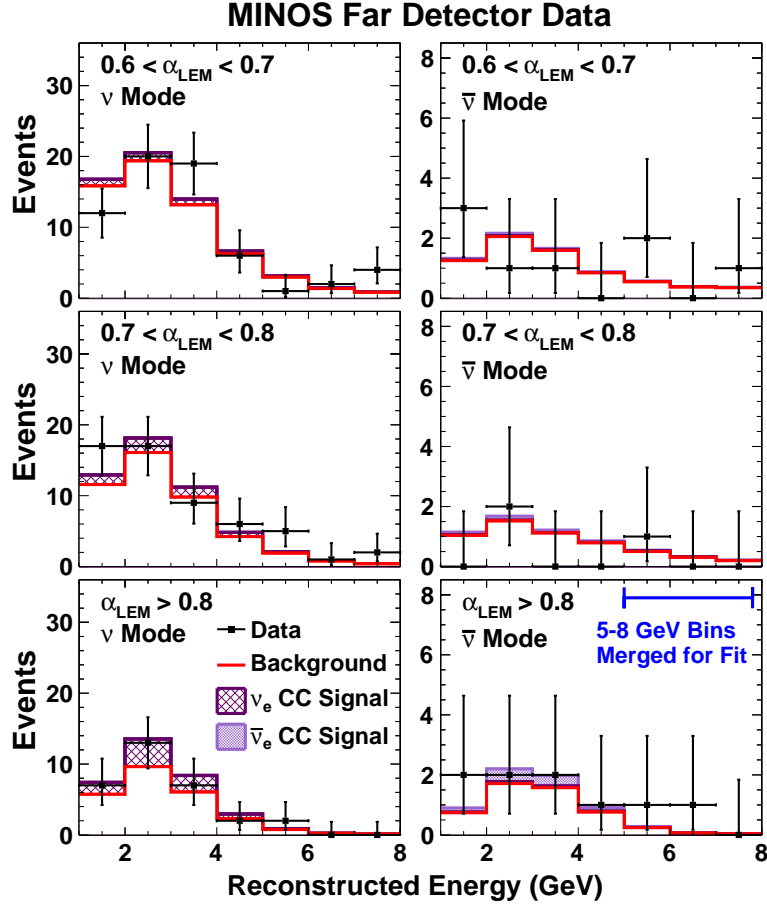 MINOS Far Detector Data
Events
30
20
10
0
0.6 < α_LEM < 0.7
ν Mode
8
6
4
2
0
0.6 < α_LEM < 0.7
ν̅ Mode
Events
30
20
10
0
0.7 < α_LEM < 0.8
ν Mode
8
6
4
2
0
0.7 < α_LEM < 0.8
ν̅ Mode
Events
30
20
10
0
α_LEM > 0.8
ν Mode
Data
Background
ν_e CC Signal
ν̅_e CC Signal
2 4 6 8
8
6
4
2
0
α_LEM > 0.8
ν̅ Mode
5-8 GeV Bins
Merged for Fit
2 4 6 8
Reconstructed Energy (GeV)